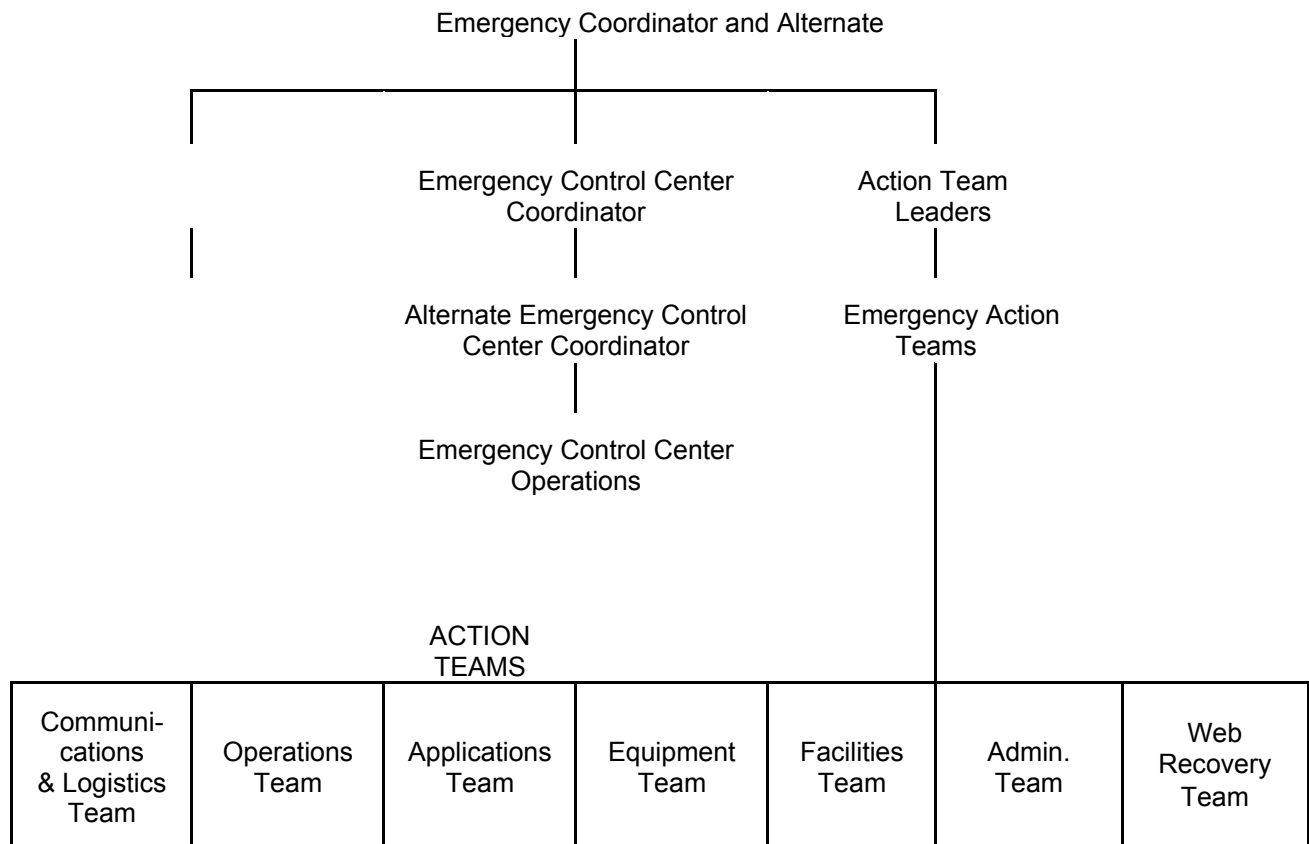 Emergency Coordinator and Alternate
Emergency Control Center
Coordinator
Action Team
Leaders
Alternate Emergency Control
Center Coordinator
Emergency Action
Teams
Emergency Control Center
Operations
ACTION
TEAMS
Communi-
cations
& Logistics
Team
Operations
Team
Applications
Team
Equipment
Team
Facilities
Team
Admin.
Team
Web
Recovery
Team